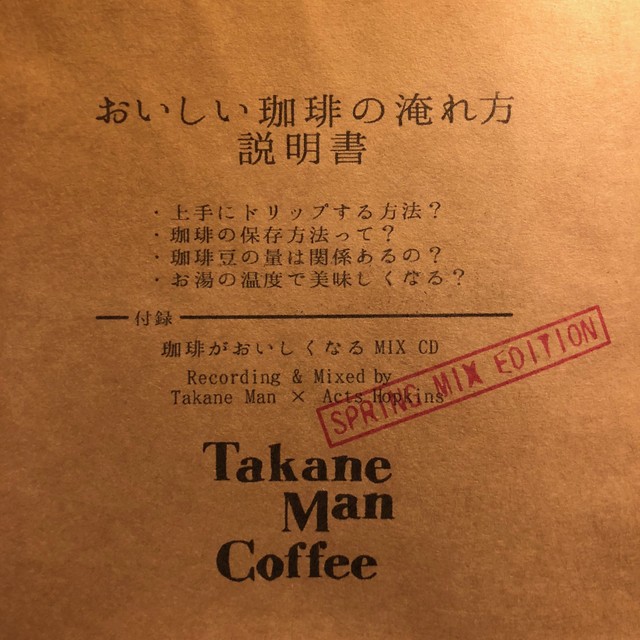 おいしい珈琲の淹れ方
説明書
・上手にドリップする方法？
・珈琲の保存方法って？
・珈琲豆の量は関係あるの？
・お湯の温度で美味しくなる？
付録
珈琲がおいしくなるMIX CD
Recording & Mixed by
Takane Man × Acts Hopkins
SPRING MIX EDITION
Takane
Man
Coffee